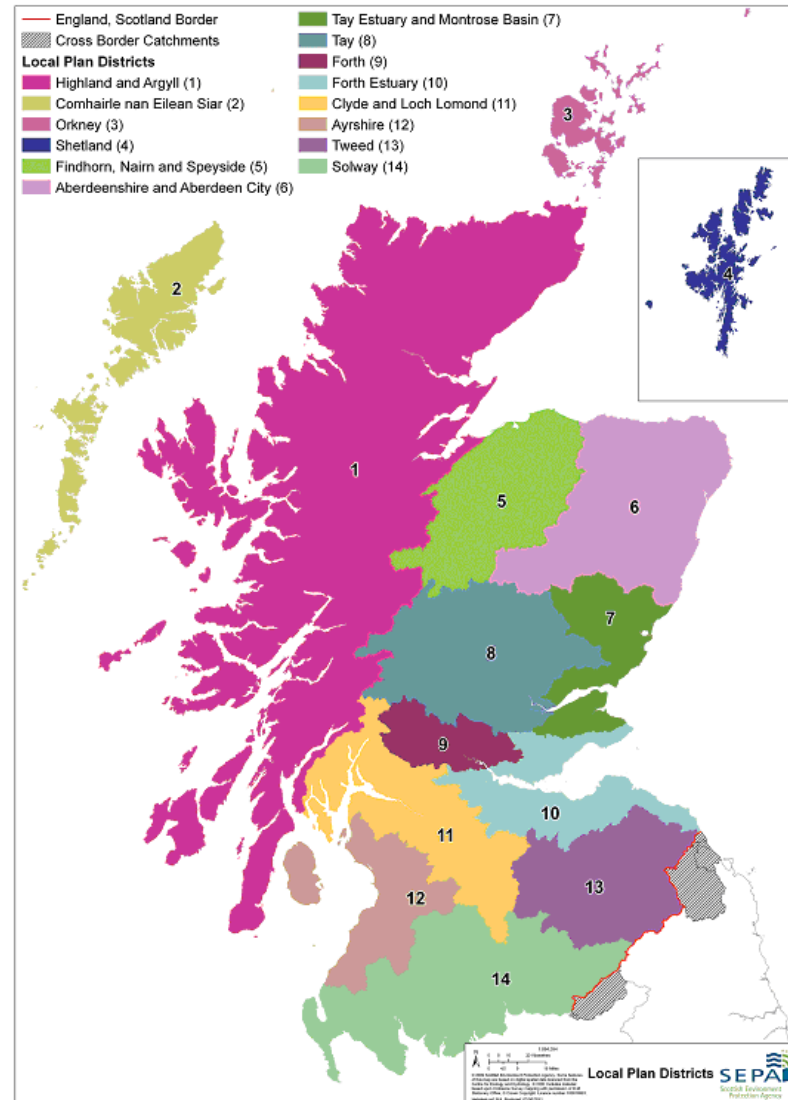 England, Scotland Border
Cross Border Catchments
Local Plan Districts
Highland and Argyll (1)
Comhairle nan Eilean Siar (2)
Orkney (3)
Shetland (4)
Findhorn, Nairn and Speyside (5)
Aberdeenshire and Aberdeen City (6)
Tay Estuary and Montrose Basin (7)
Tay (8)
Forth (9)
Forth Estuary (10)
Clyde and Loch Lomond (11)
Ayrshire (12)
Tweed (13)
Solway (14)
3
4
2
1
5
6
7
8
9
10
11
12
13
14
Local Plan Districts
SEPA
Scottish Environment
Protection Agency